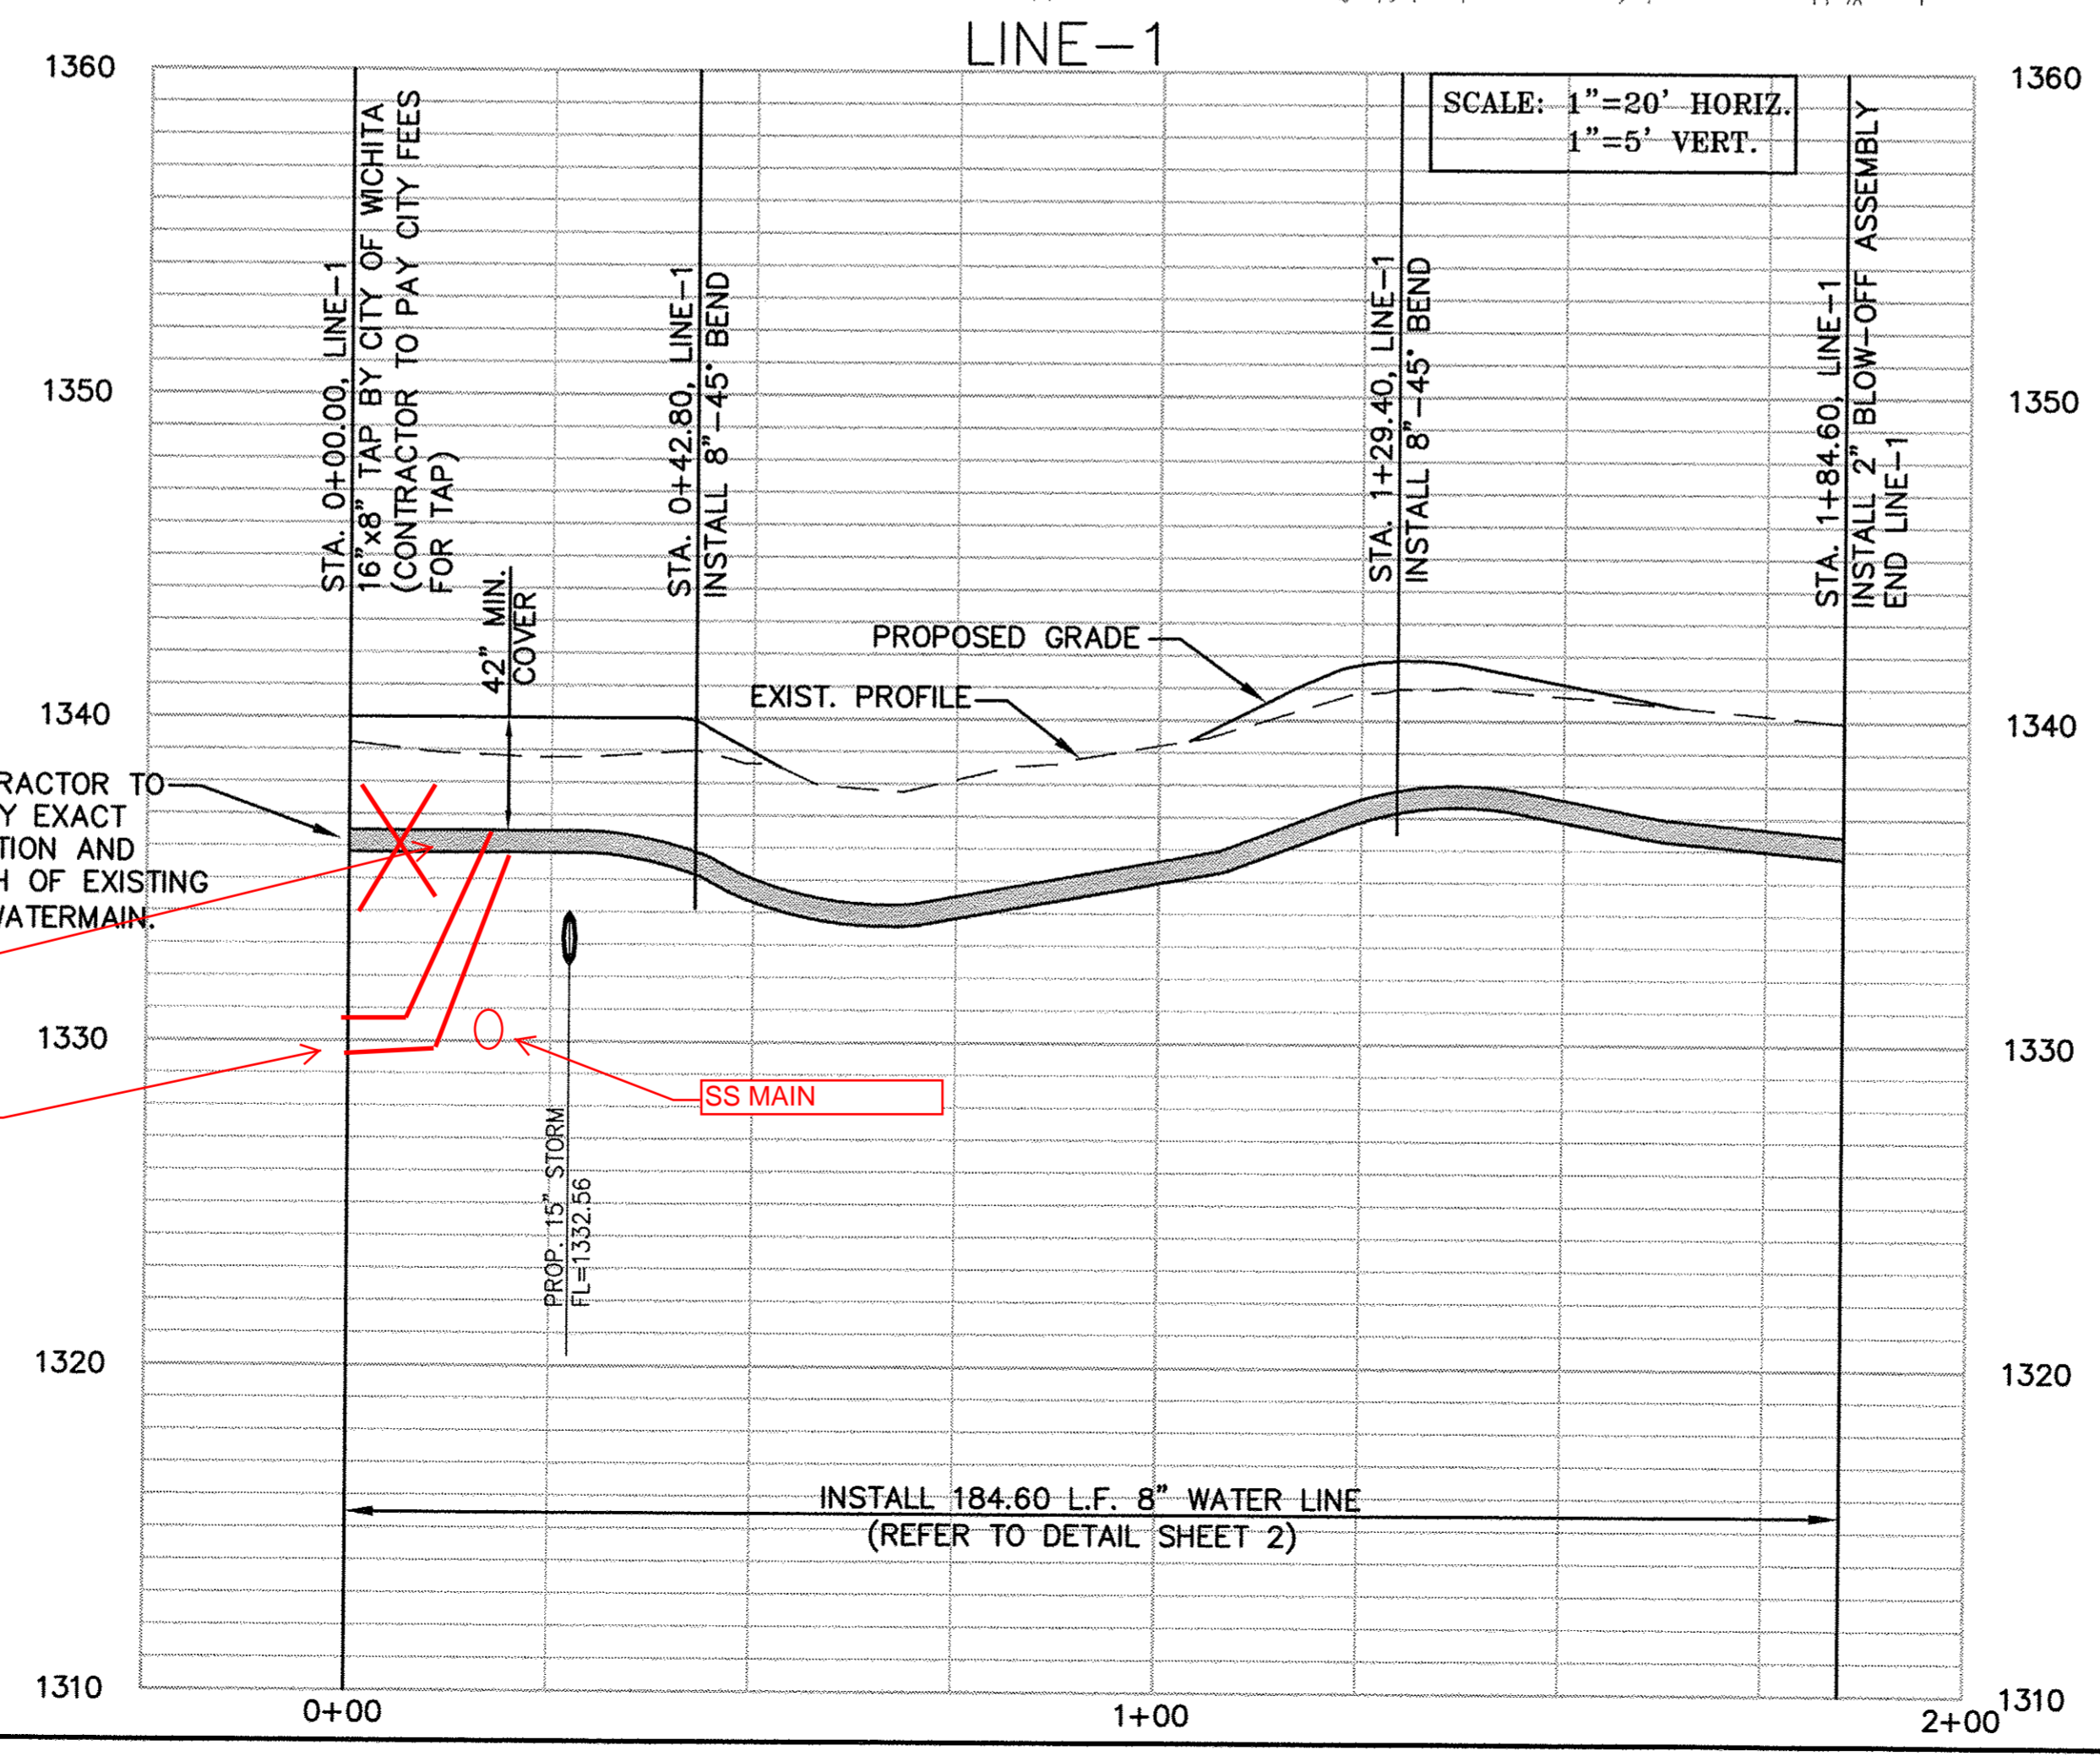 LINE-1
1360
1350
1340
1330
1320
1310
1360
1350
1340
1330
1320
1310
SCALE: 1"=20' HORIZ.
1"=5' VERT.
STA. 0+00.00, LINE-1
16"x8" TAP BY CITY OF WICHITA
(CONTRACTOR TO PAY CITY FEES
FOR TAP)
42" MIN.
COVER
STA. 0+42.80, LINE-1
INSTALL 8"-45° BEND
STA. 1+29.40, LINE-1
INSTALL 8"-45° BEND
STA. 1+84.60, LINE-1
INSTALL 2" BLOW-OFF ASSEMBLY
END LINE-1
PROPOSED GRADE
EXIST. PROFILE
RACTOR TO
Y EXACT
TION AND
H OF EXISTING
WATERMAIN.
SS MAIN
PROP. 15" STORM
FL=1332.56
INSTALL 184.60 L.F. 8" WATER LINE
(REFER TO DETAIL SHEET 2)
0+00
1+00
2+00